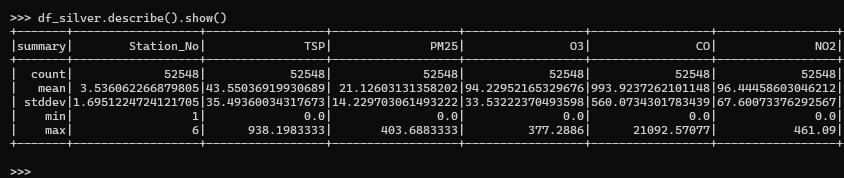 >>> df_silver.describe().show()
+-------+------------------+-----------------+------------------+-----------------+-----------------+-----------------+
|summary|        Station_No|              TSP|              PM25|               O3|               CO|              NO2|
+-------+------------------+-----------------+------------------+-----------------+-----------------+-----------------+
|  count|             52548|            52548|             52548|            52548|            52548|            52548|
|   mean| 3.536062266879805|43.55036919930689| 21.12603131358202|94.22952165329676|993.9237262101148|96.44458603046212|
| stddev|1.6951224724121705|35.49360034317673|14.229703061493222|33.53222370493598|560.0734301783439|67.60073376292567|
|    min|                 1|              0.0|               0.0|              0.0|              0.0|              0.0|
|    max|                 6|      938.1983333|       403.6883333|         377.2886|      21092.57077|           461.09|
+-------+------------------+-----------------+------------------+-----------------+-----------------+-----------------+
>>>